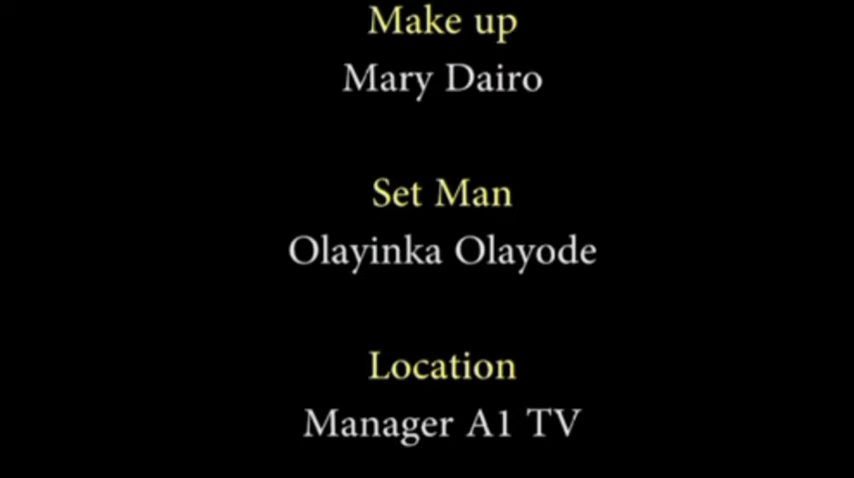 Make up
Mary Dairo
Set Man
Olayinka Olayode
Location
Manager A1 TV